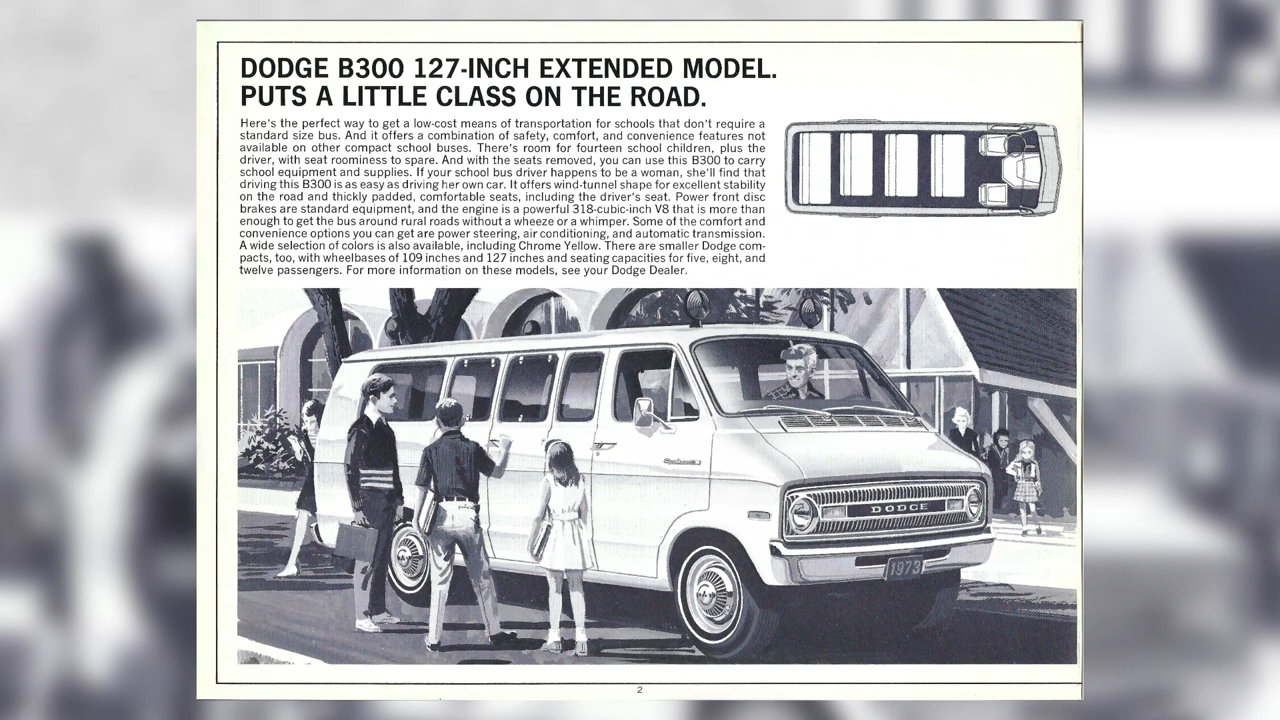 DODGE B300 127-INCH EXTENDED MODEL.
PUTS A LITTLE CLASS ON THE ROAD.
Here's the perfect way to get a low-cost means of transportation for schools that don't require a
standard size bus. And it offers a combination of safety, comfort, and convenience features not
available on other compact school buses. There's room for fourteen school children, plus the
driver, with seat roominess to spare. And with the seats removed, you can use this B300 to carry
school equipment and supplies. If your school bus driver happens to be a woman, she'll find that
driving this B300 is as easy as driving her own car. It offers wind-tunnel shape for excellent stability
on the road and thickly padded, comfortable seats, including the driver's seat. Power front disc
brakes are standard equipment, and the engine is a powerful 318-cubic-inch V8 that is more than
enough to get the bus around rural roads without a wheeze or a whimper. Some of the comfort and
convenience options you can get are power steering, air conditioning, and automatic transmission.
A wide selection of colors is also available, including Chrome Yellow. There are smaller Dodge com-
pacts, too, with wheelbases of 109 inches and 127 inches and seating capacities for five, eight, and
twelve passengers. For more information on these models, see your Dodge Dealer.
DODGE
1973
2